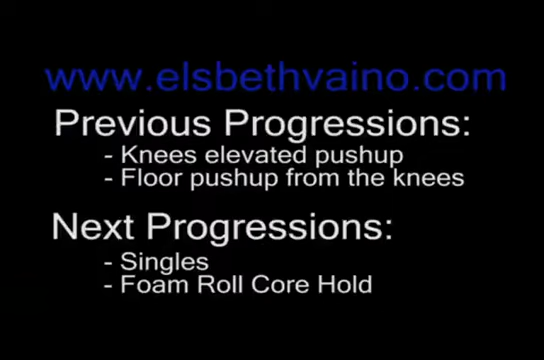 www.elsbethvaino.com
Previous Progressions:
- Knees elevated pushup
- Floor pushup from the knees
Next Progressions:
- Singles
- Foam Roll Core Hold